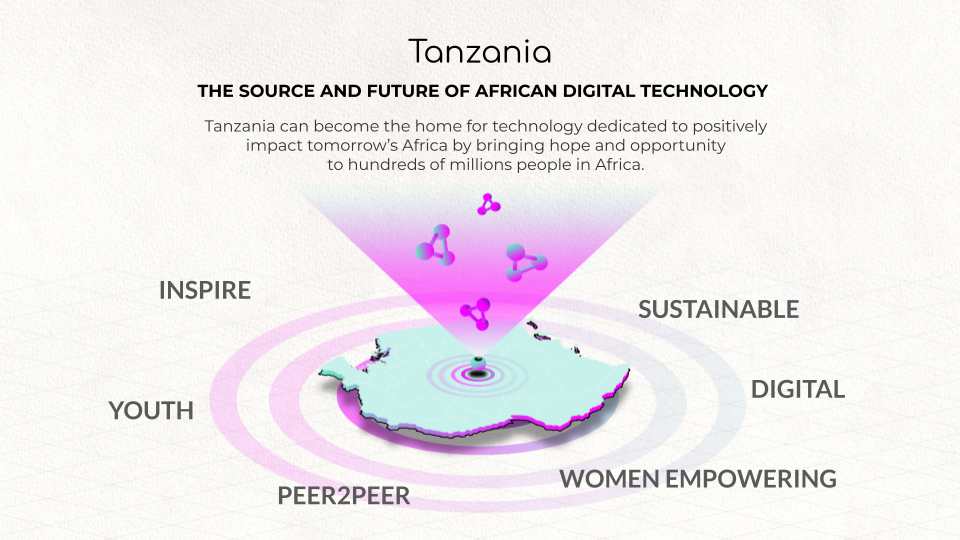 Tanzania
THE SOURCE AND FUTURE OF AFRICAN DIGITAL TECHNOLOGY
Tanzania can become the home for technology dedicated to positively
impact tomorrow's Africa by bringing hope and opportunity
to hundreds of millions people in Africa.
INSPIRE
SUSTAINABLE
DIGITAL
YOUTH
WOMEN EMPOWERING
PEER2PEER